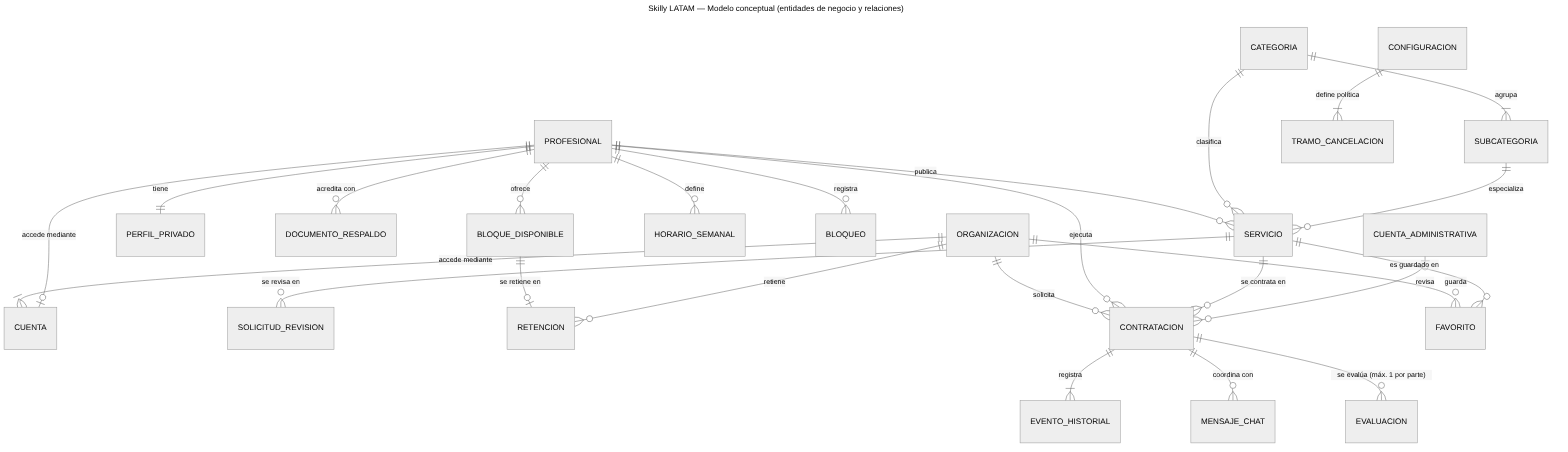 Skilly LATAM — Modelo conceptual (entidades de negocio y relaciones)
CATEGORIA
CONFIGURACION
define política
agrupa
PROFESIONAL
clasifica
TRAMO_CANCELACION
SUBCATEGORIA
publica
tiene
acredita con
ofrece
define
registra
especializa
accede mediante
PERFIL_PRIVADO
DOCUMENTO_RESPALDO
BLOQUE_DISPONIBLE
HORARIO_SEMANAL
BLOQUEO
ORGANIZACION
ejecuta
SERVICIO
CUENTA_ADMINISTRATIVA
accede mediante
es guardado en
se revisa en
se retiene en
retiene
solicita
se contrata en
revisa
guarda
CUENTA
SOLICITUD_REVISION
RETENCION
CONTRATACION
FAVORITO
registra
coordina con
se evalúa (máx. 1 por parte)
EVENTO_HISTORIAL
MENSAJE_CHAT
EVALUACION